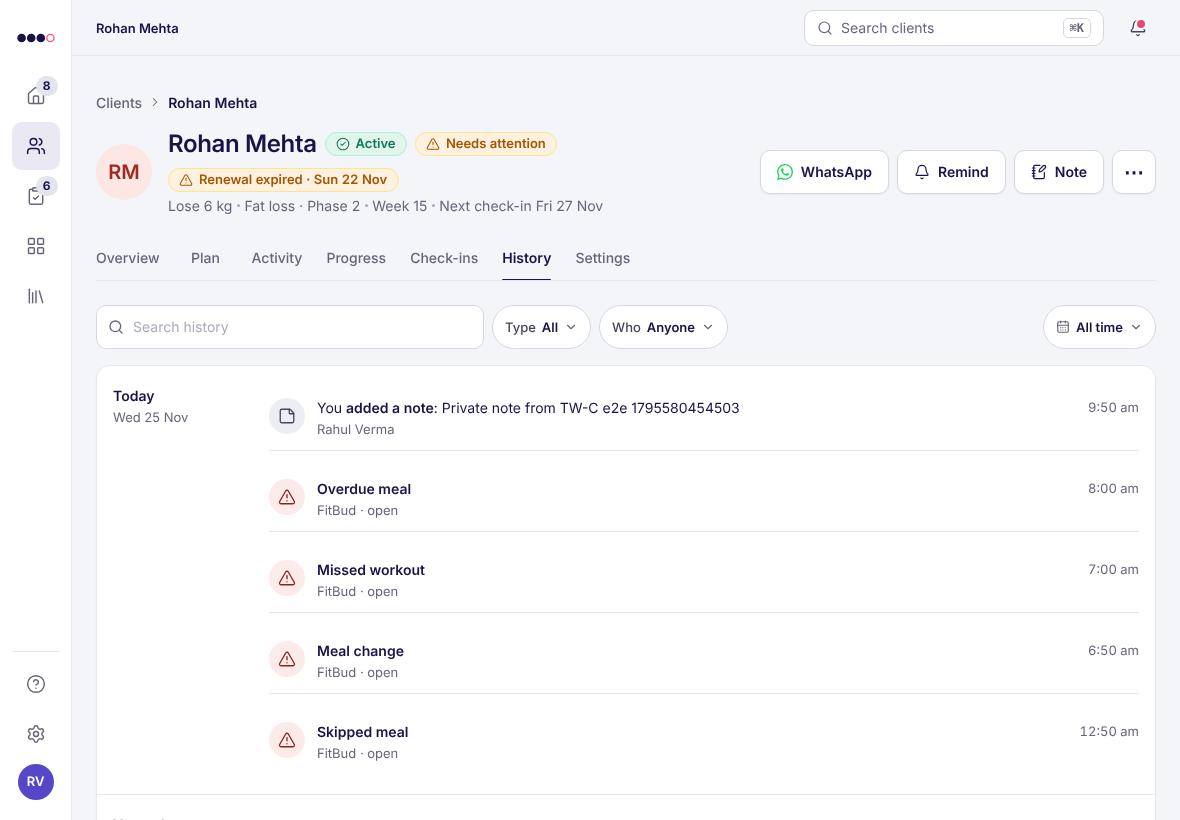 Rohan Mehta
Search clients
⌘K
8
6
Clients > Rohan Mehta
RM
Rohan Mehta
Active
Needs attention
Renewal expired · Sun 22 Nov
Lose 6 kg · Fat loss · Phase 2 · Week 15 · Next check-in Fri 27 Nov
WhatsApp
Remind
Note
Overview
Plan
Activity
Progress
Check-ins
History
Settings
Search history
Type All
Who Anyone
All time
Today
Wed 25 Nov
You added a note: Private note from TW-C e2e 1795580454503
9:50 am
Rahul Verma
Overdue meal
8:00 am
FitBud · open
Missed workout
7:00 am
FitBud · open
Meal change
6:50 am
FitBud · open
Skipped meal
12:50 am
FitBud · open
RV